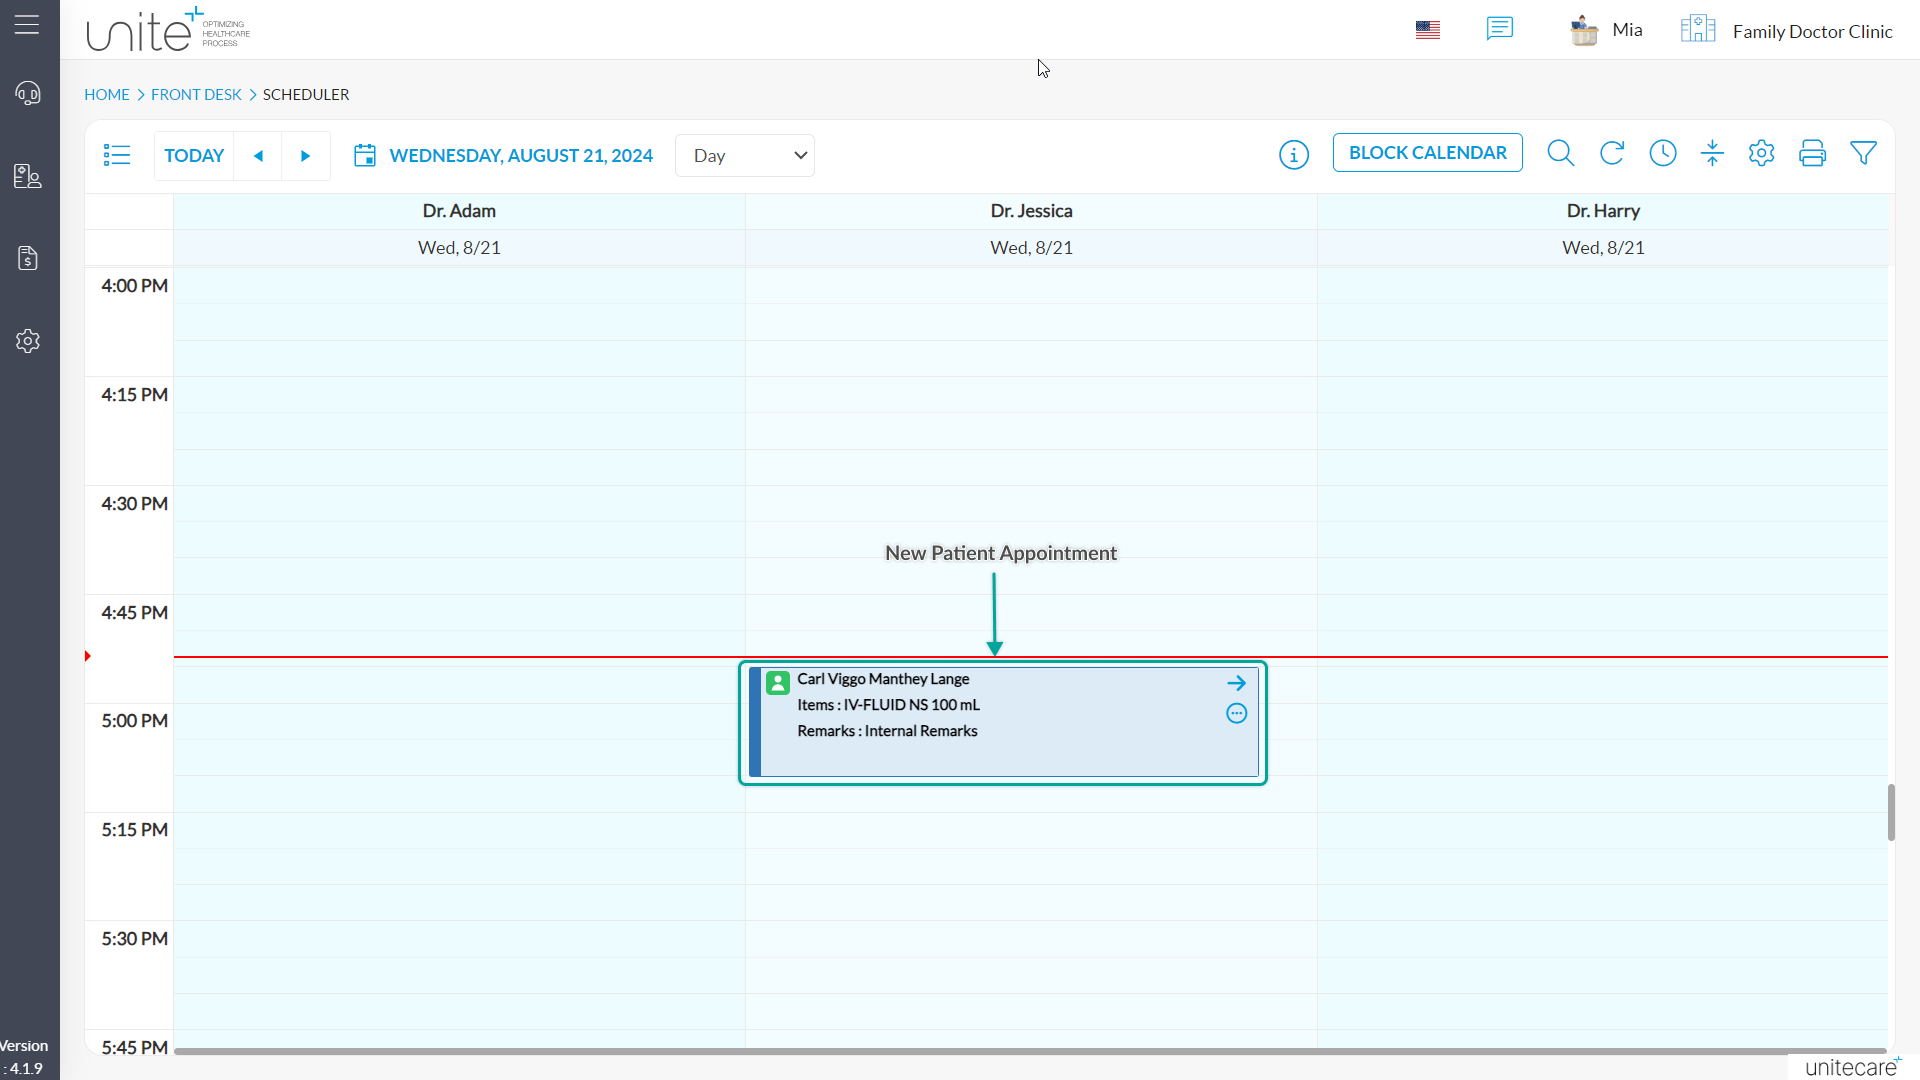 unite
OPTIMIZING
HEALTHCARE
PROCESS
Mia
Family Doctor Clinic
HOME > FRONT DESK > SCHEDULER
TODAY
WEDNESDAY, AUGUST 21, 2024
Day
BLOCK CALENDAR
Dr. Adam
Dr. Jessica
Dr. Harry
Wed, 8/21
Wed, 8/21
Wed, 8/21
4:00 PM
4:15 PM
4:30 PM
New Patient Appointment
4:45 PM
Carl Viggo Manthey Lange
Items : IV-FLUID NS 100 mL
Remarks : Internal Remarks
5:00 PM
5:15 PM
5:30 PM
5:45 PM
Version
: 4.1.9
unitecare